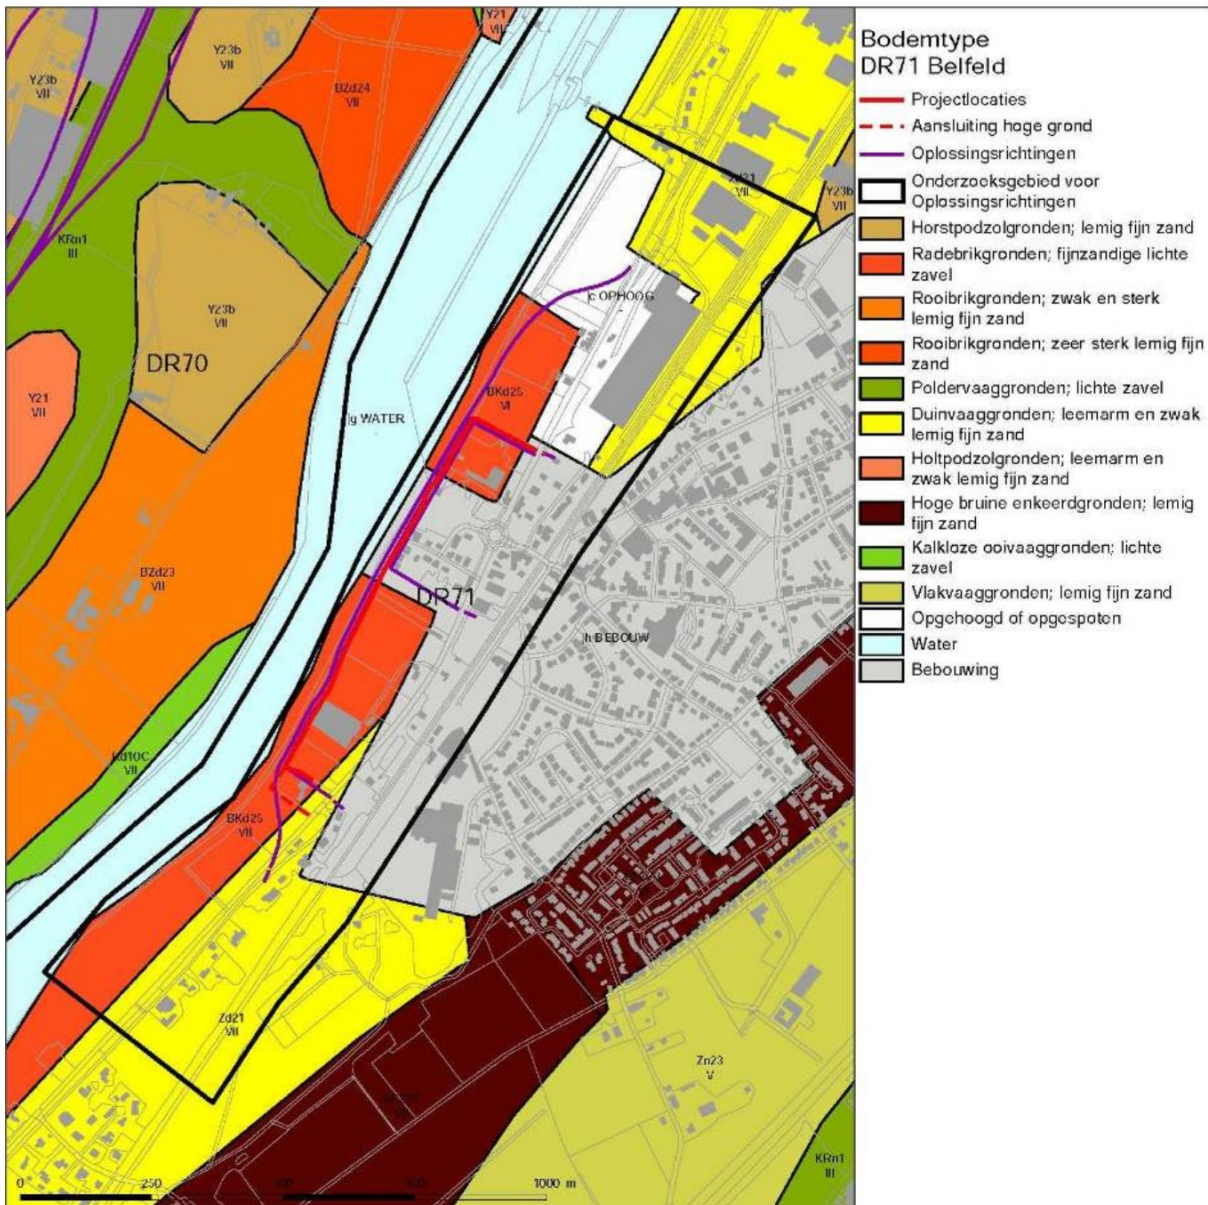 Bodemtype
DR71 Belfeld
Projectlocaties
Aansluiting hoge grond
Oplossingsrichtingen
Onderzoeksgebied voor
Oplossingsrichtingen
Horstpodzolgronden; lemig fijn zand
Radebrikgronden; fijnzandige lichte
zavel
Rooibrikgronden; zwak en sterk
lemig fijn zand
Rooibrikgronden; zeer sterk lemig fijn
zand
Poldervaaggronden; lichte zavel
Duinvaaggronden; leemarm en zwak
lemig fijn zand
Holtpodzolgronden; leemarm en
zwak lemig fijn zand
Hoge bruine enkeerdgronden; lemig
fijn zand
Kalkloze ooivaaggronden; lichte
zavel
Vlakvaaggronden; lemig fijn zand
Opgehoogd of opgespoten
Water
Bebouwing
Y21
VII
Y23b
VII
Y23b
VII
BZd24
VII
VII
Y23b
KRn1
III
Y23b
VII
|c OPHOOG
DR70
Y21
VII
BKd25
VI
|g WATER
BZd23
VII
DR71
|h BEBOUW
VII
BKd25
VII
Zd21
VII
Zn23
V
KRn1
III
0
250
1000 m